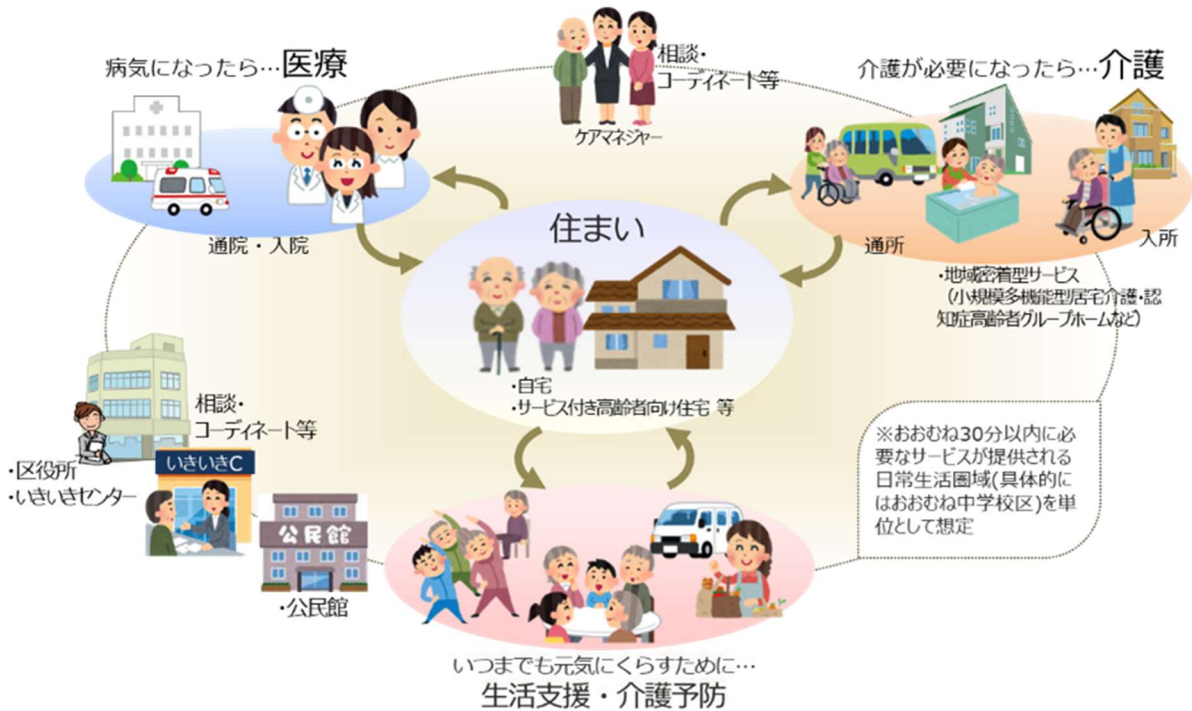 病気になったら…医療
通院・入院
相談・
コーディネート等
ケアマネジャー
介護が必要になったら…介護
通所
入所
・地域密着型サービス
(小規模多機能型居宅介護・認
知症高齢者グループホームなど)
住まい
・自宅
・サービス付き高齢者向け住宅 等
相談・
コーディネート等
・区役所
・いきいきセンター
いきいきC
公民館
・公民館
※おおむね30分以内に必
要なサービスが提供される
日常生活圏域(具体的に
はおおむね中学校区)を単
位として想定
いつまでも元気にくらすために…
生活支援・介護予防